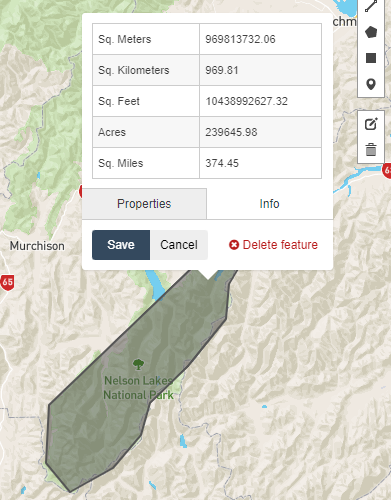 chm
Sq. Meters 969813732.06
Sq. Kilometers 969.81
Sq. Feet 10438992627.32
Acres 239645.98
Sq. Miles 374.45
Properties Info
Save Cancel Delete feature
Murchison
65
63
Nelson Lakes
National Park